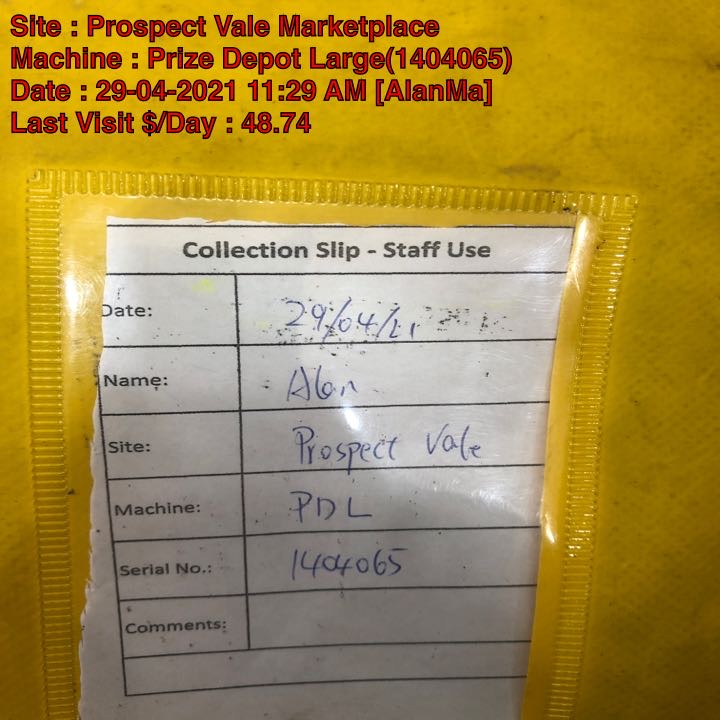 Site : Prospect Vale Marketplace
Machine : Prize Depot Large(1404065)
Date : 29-04-2021 11:29 AM [AlanMa]
Last Visit $/Day : 48.74
Collection Slip - Staff Use
Date: 29/04/21
Name: Alan
Site: Prospect Vale
Machine: PDL
Serial No.: 1404065
Comments: